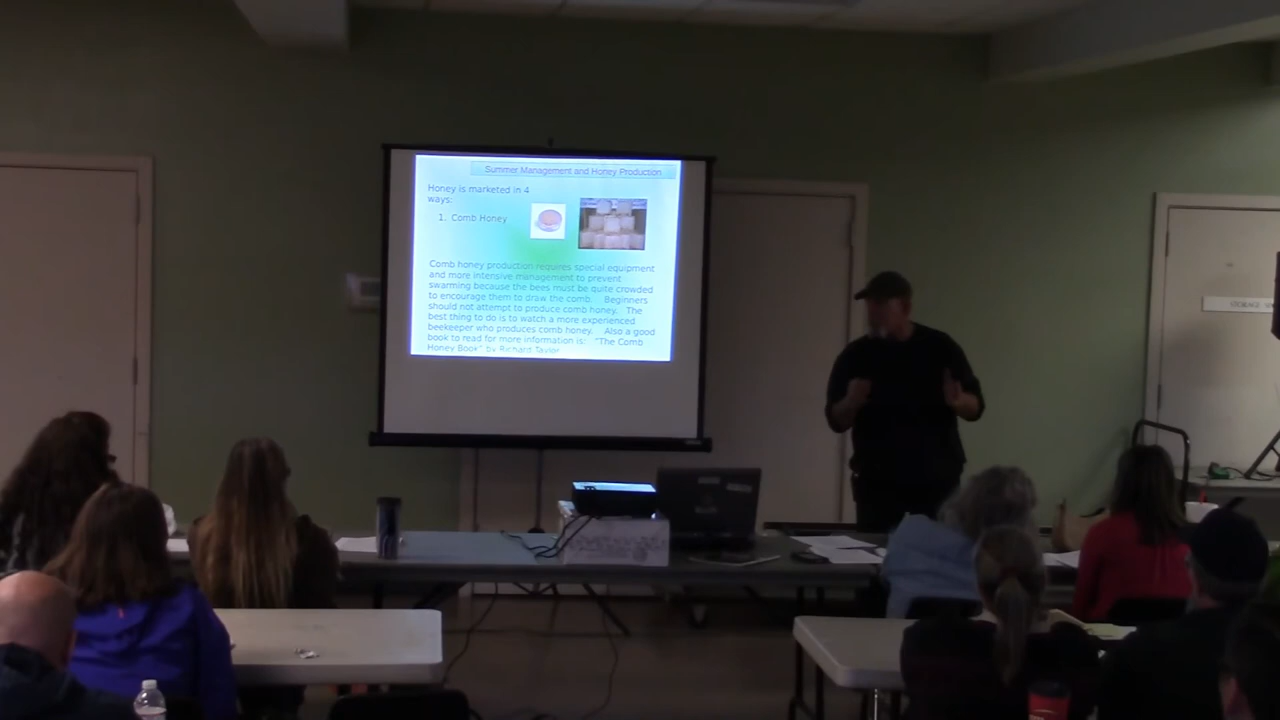 Summer Management and Honey Production
Honey is marketed in 4
ways:
1. Comb Honey
Comb honey production requires special equipment
and more intensive management to prevent
swarming because the bees must be quite crowded
to encourage them to draw the comb. Beginners
should not attempt to produce comb honey. The
best thing to do is to watch a more experienced
beekeeper who produces comb honey. Also a good
book to read for more information is: "The Comb
Honey Book" by Richard Taylor
STORAGE